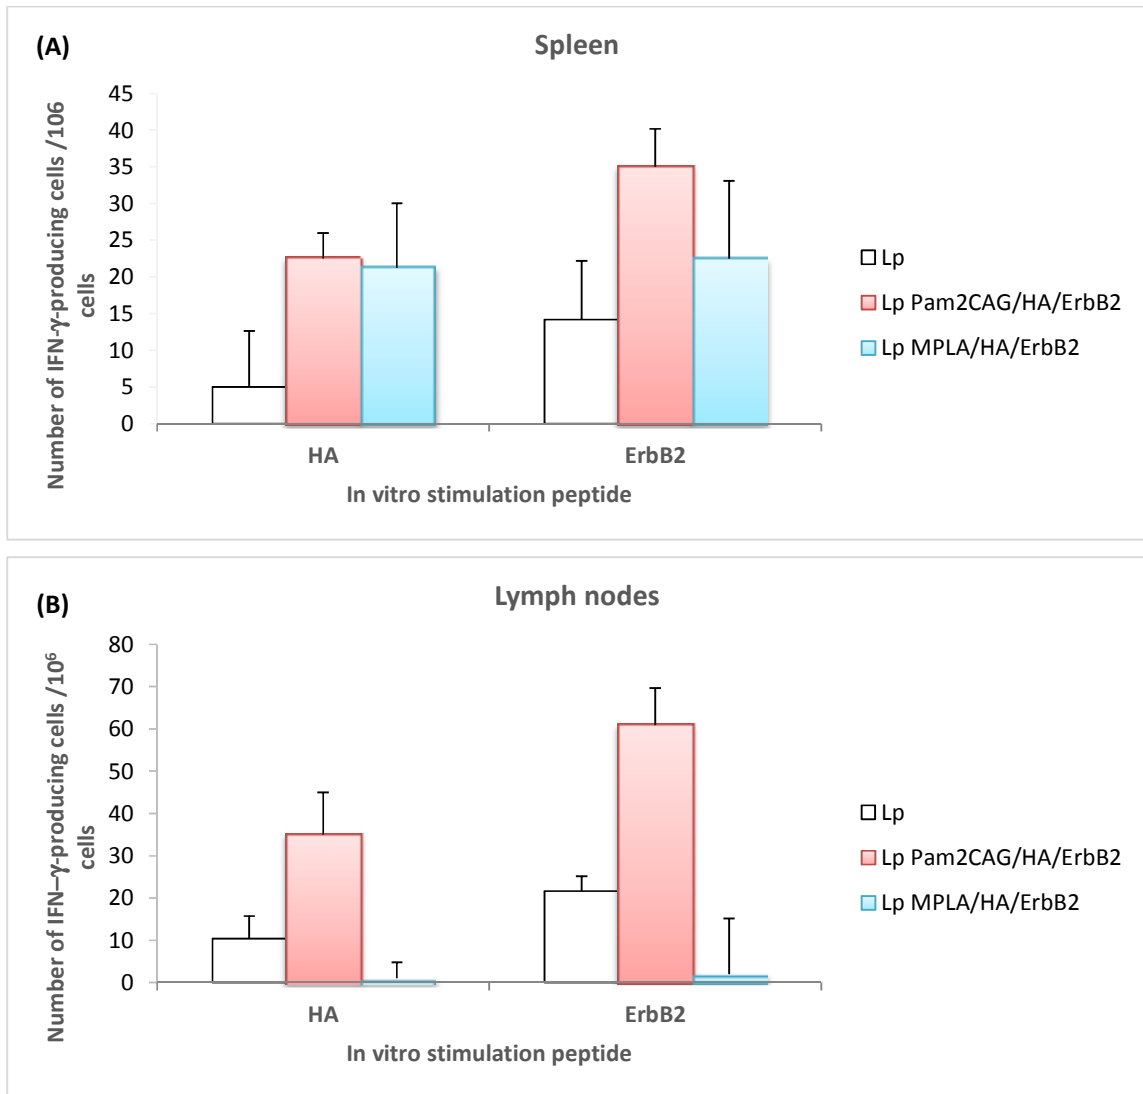 (A)
Spleen
Number of IFN-γ-producing cells /106
cells
45
40
35
30
25
20
15
10
5
0
HA
ErbB2
In vitro stimulation peptide
Lp
Lp Pam2CAG/HA/ErbB2
Lp MPLA/HA/ErbB2
(B)
Lymph nodes
Number of IFN–γ-producing cells /10⁶
cells
80
70
60
50
40
30
20
10
0
HA
ErbB2
In vitro stimulation peptide
Lp
Lp Pam2CAG/HA/ErbB2
Lp MPLA/HA/ErbB2